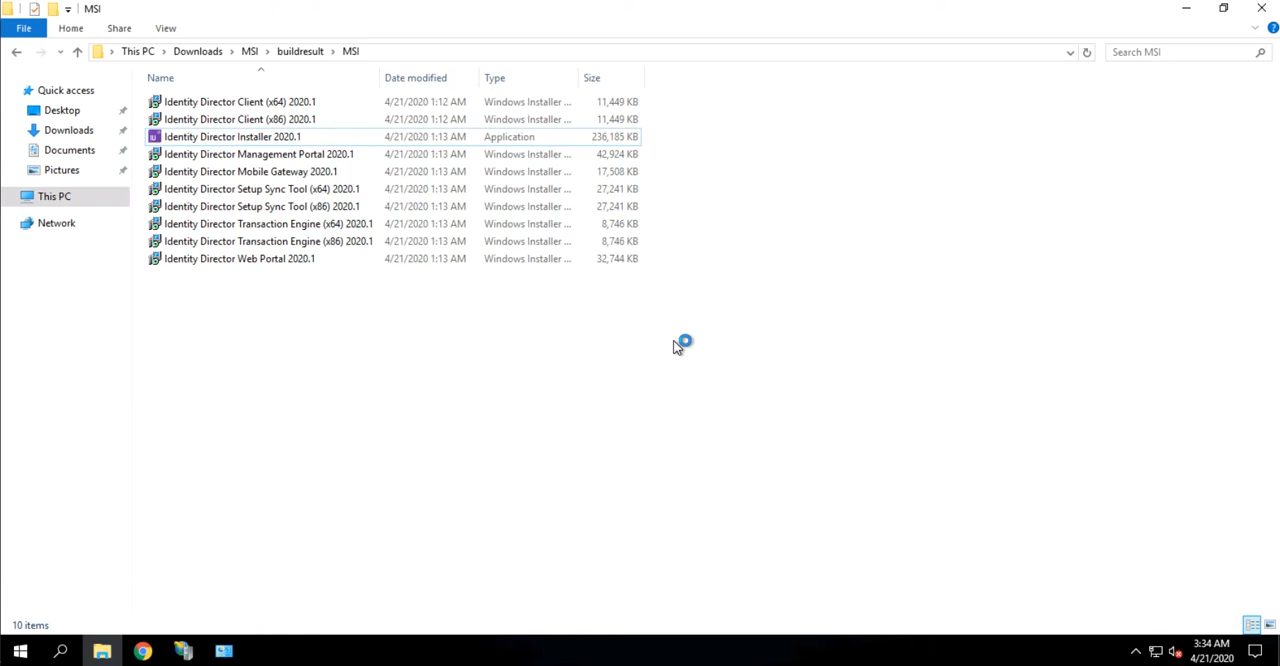 MSI
File Home Share View
This PC > Downloads > MSI > buildresult > MSI
Search MSI
Name Date modified Type Size
Quick access
Desktop
Downloads
Documents
Pictures
This PC
Network
Identity Director Client (x64) 2020.1 4/21/2020 1:12 AM Windows Installer ... 11,449 KB
Identity Director Client (x86) 2020.1 4/21/2020 1:12 AM Windows Installer ... 11,449 KB
Identity Director Installer 2020.1 4/21/2020 1:13 AM Application 236,185 KB
Identity Director Management Portal 2020.1 4/21/2020 1:13 AM Windows Installer ... 42,924 KB
Identity Director Mobile Gateway 2020.1 4/21/2020 1:13 AM Windows Installer ... 17,508 KB
Identity Director Setup Sync Tool (x64) 2020.1 4/21/2020 1:13 AM Windows Installer ... 27,241 KB
Identity Director Setup Sync Tool (x86) 2020.1 4/21/2020 1:13 AM Windows Installer ... 27,241 KB
Identity Director Transaction Engine (x64) 2020.1 4/21/2020 1:13 AM Windows Installer ... 8,746 KB
Identity Director Transaction Engine (x86) 2020.1 4/21/2020 1:13 AM Windows Installer ... 8,746 KB
Identity Director Web Portal 2020.1 4/21/2020 1:13 AM Windows Installer ... 32,744 KB
10 items
3:34 AM
4/21/2020